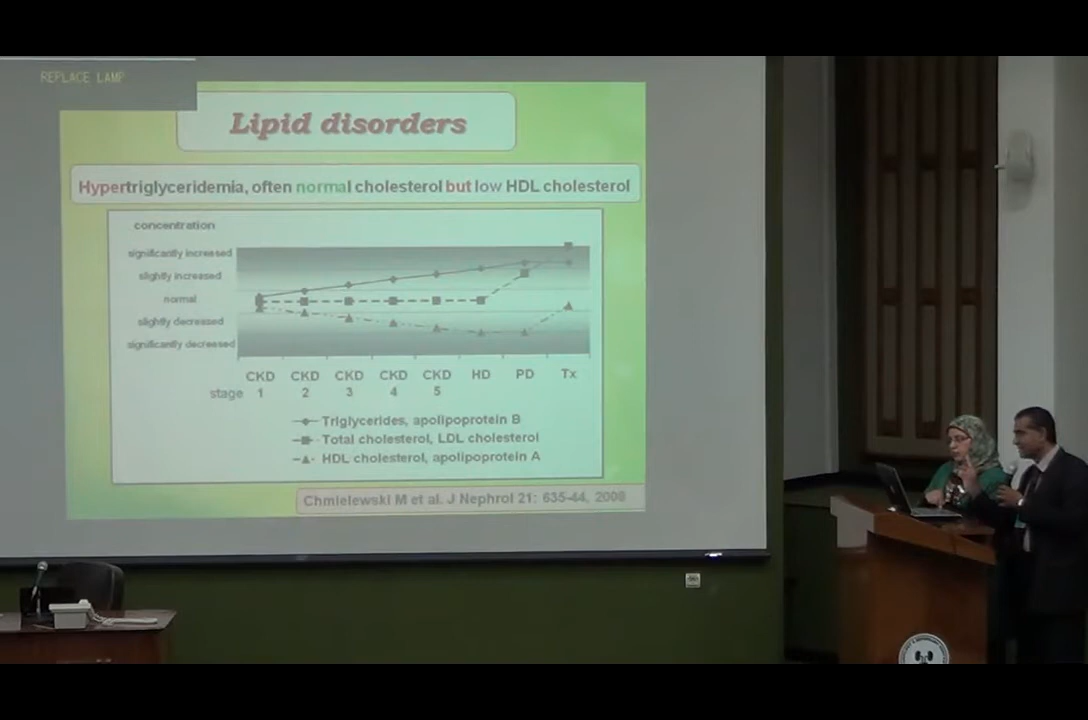 REPLACE LAMP
Lipid disorders
Hypertriglyceridemia, often normal cholesterol but low HDL cholesterol
concentration
significantly increased
slightly increased
normal
slightly decreased
significantly decreased
CKD CKD CKD CKD CKD HD PD Tx
stage 1 2 3 4 5
Triglycerides, apolipoprotein B
Total cholesterol, LDL cholesterol
HDL cholesterol, apolipoprotein A
Chmielewski M et al. J Nephrol 21: 635-44, 2008